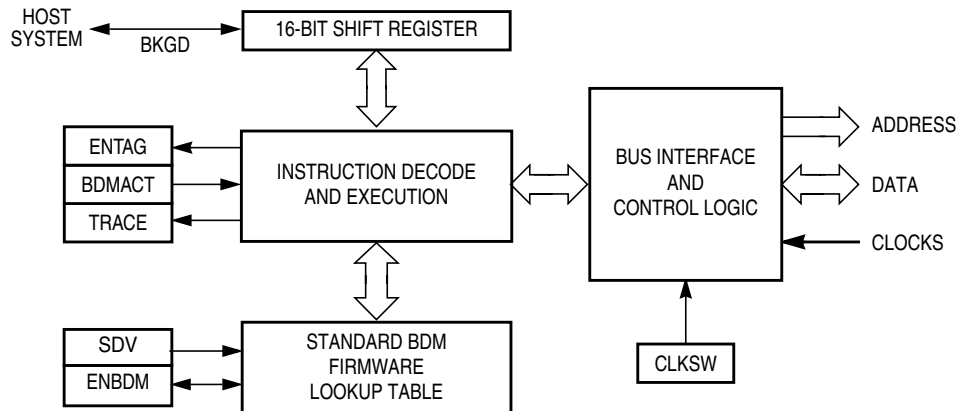 HOST
SYSTEM
BKGD
16-BIT SHIFT REGISTER
ENTAG
BDMACT
TRACE
INSTRUCTION DECODE
AND EXECUTION
BUS INTERFACE
AND
CONTROL LOGIC
ADDRESS
DATA
CLOCKS
SDV
ENBDM
STANDARD BDM
FIRMWARE
LOOKUP TABLE
CLKSW